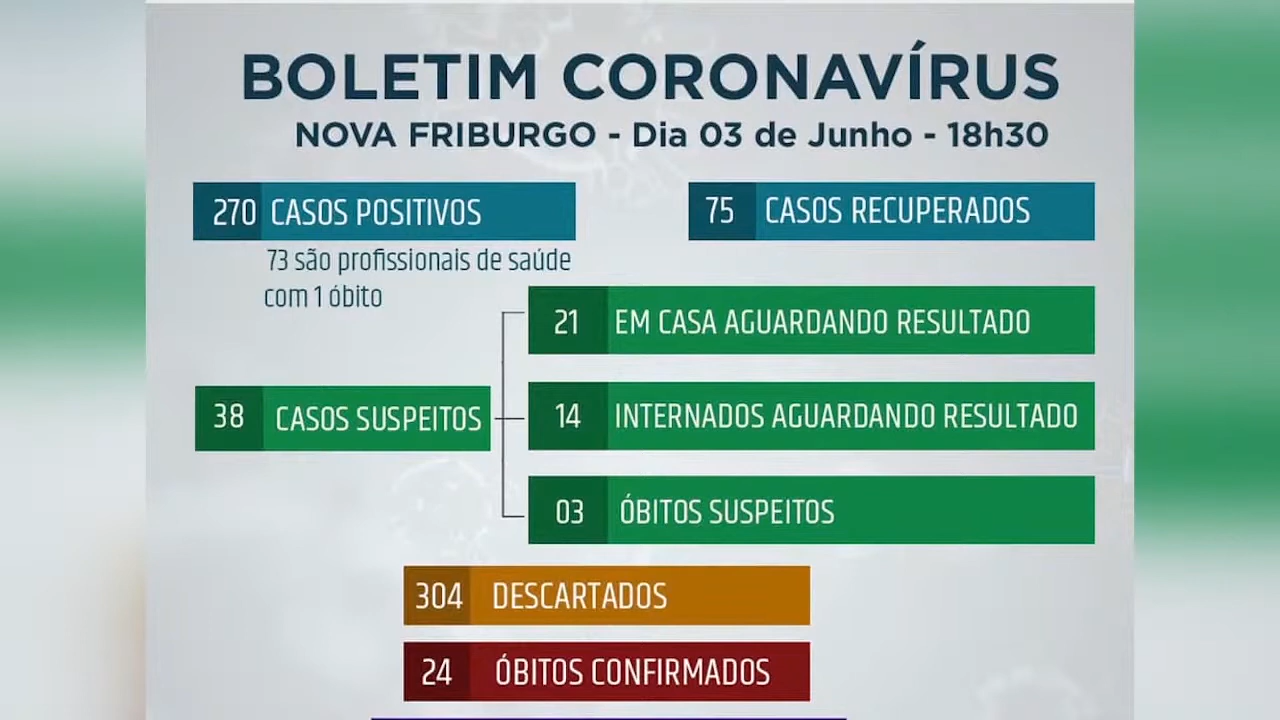 BOLETIM CORONAVÍRUS
NOVA FRIBURGO - Dia 03 de Junho - 18h30
270 CASOS POSITIVOS
75 CASOS RECUPERADOS
73 são profissionais de saúde
com 1 óbito
21 EM CASA AGUARDANDO RESULTADO
38 CASOS SUSPEITOS
14 INTERNADOS AGUARDANDO RESULTADO
03 ÓBITOS SUSPEITOS
304 DESCARTADOS
24 ÓBITOS CONFIRMADOS